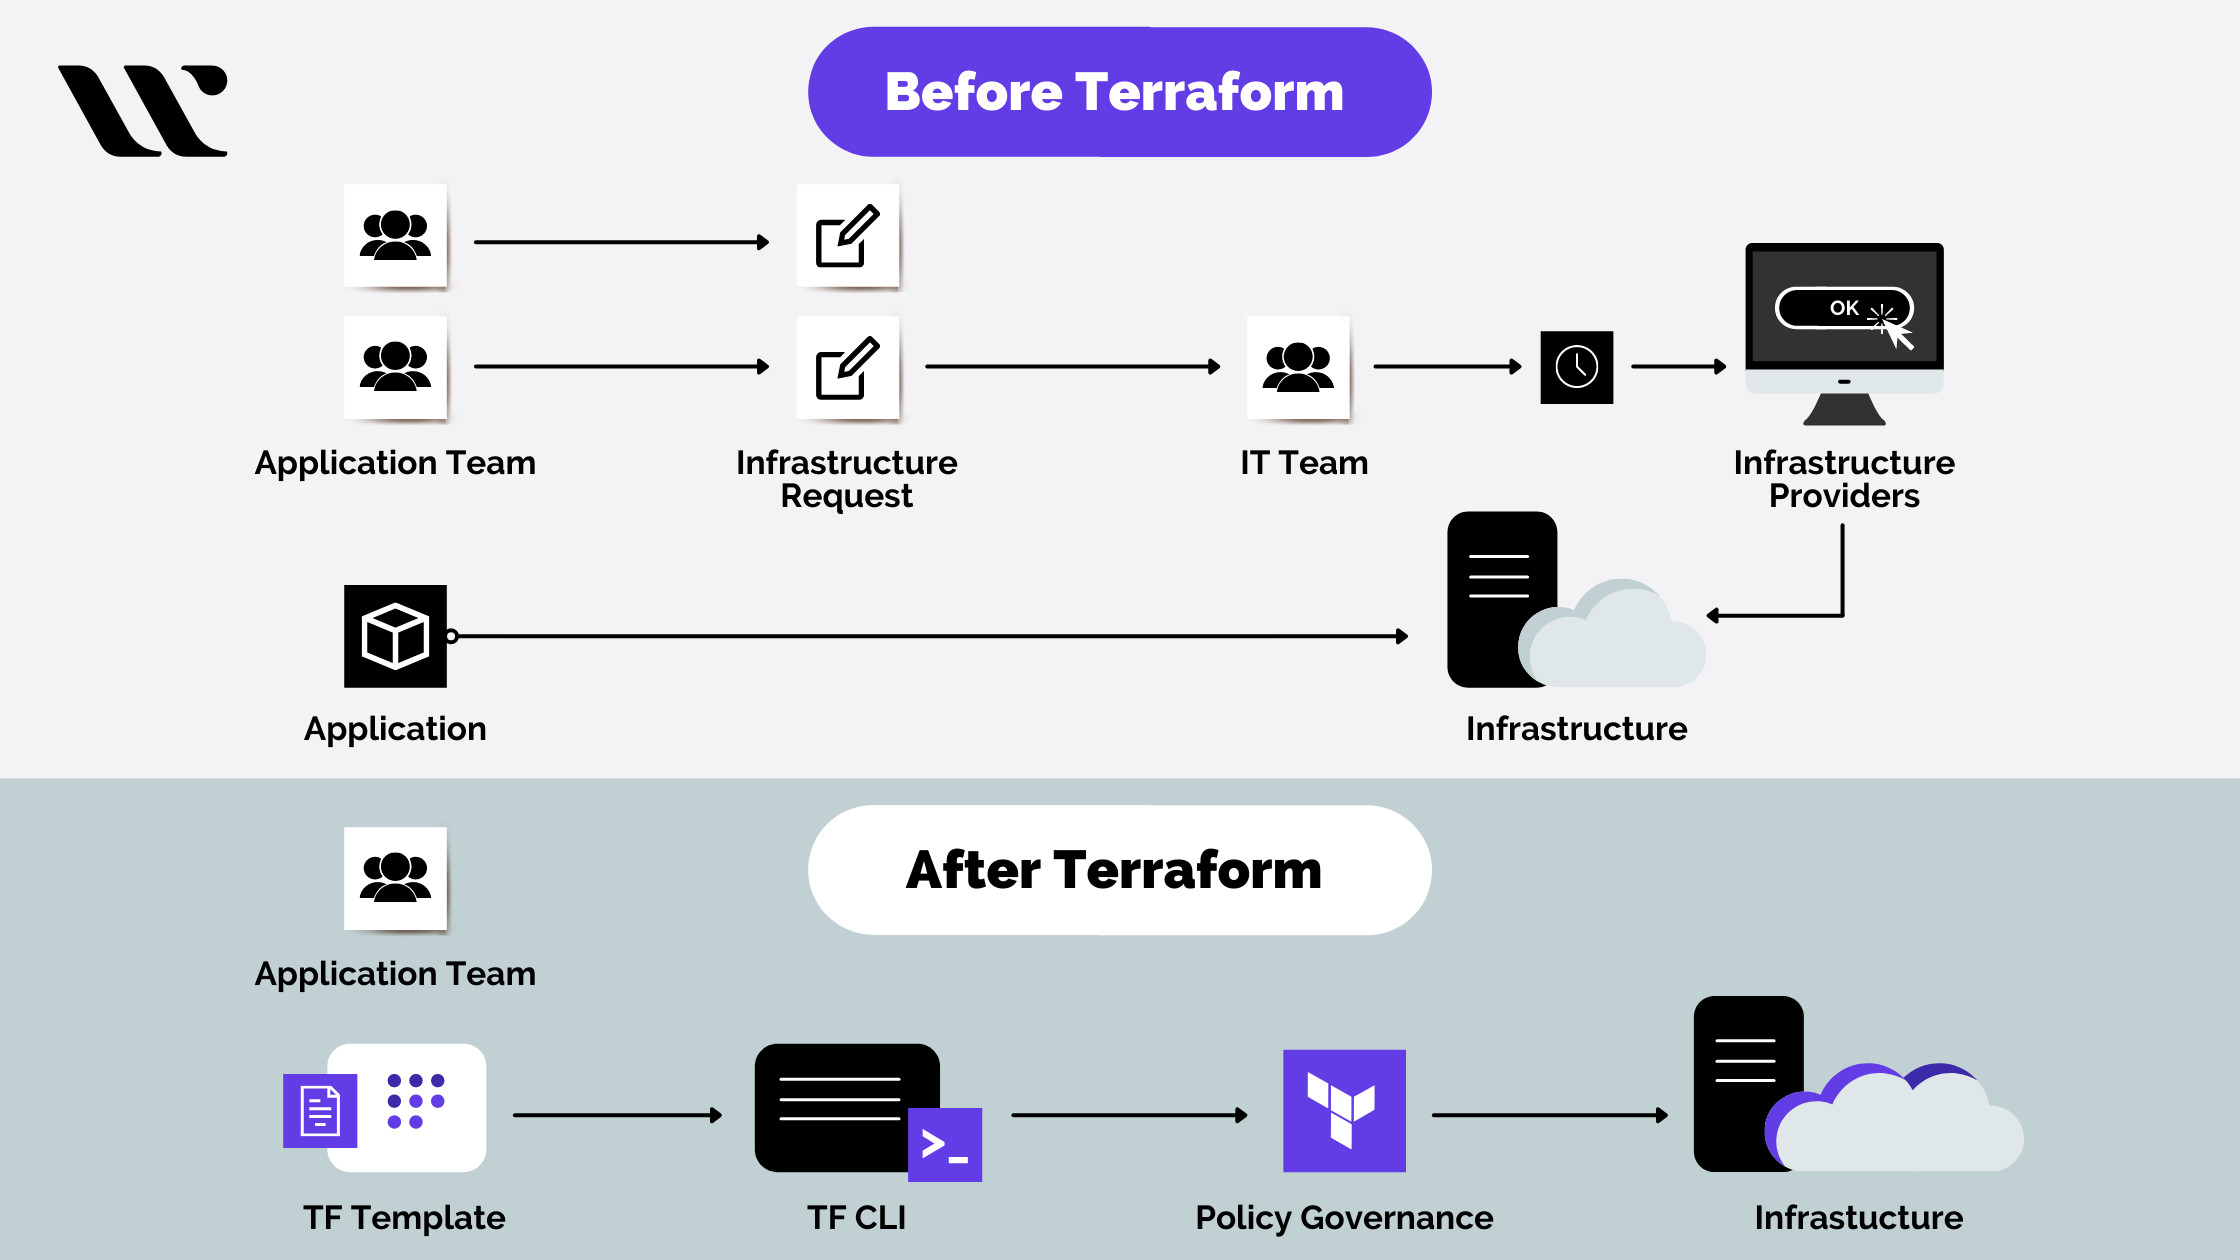 Before Terraform
OK
Application Team
Infrastructure
Request
IT Team
Infrastructure
Providers
Application
Infrastructure
After Terraform
Application Team
>_
TF Template
TF CLI
Policy Governance
Infrastucture